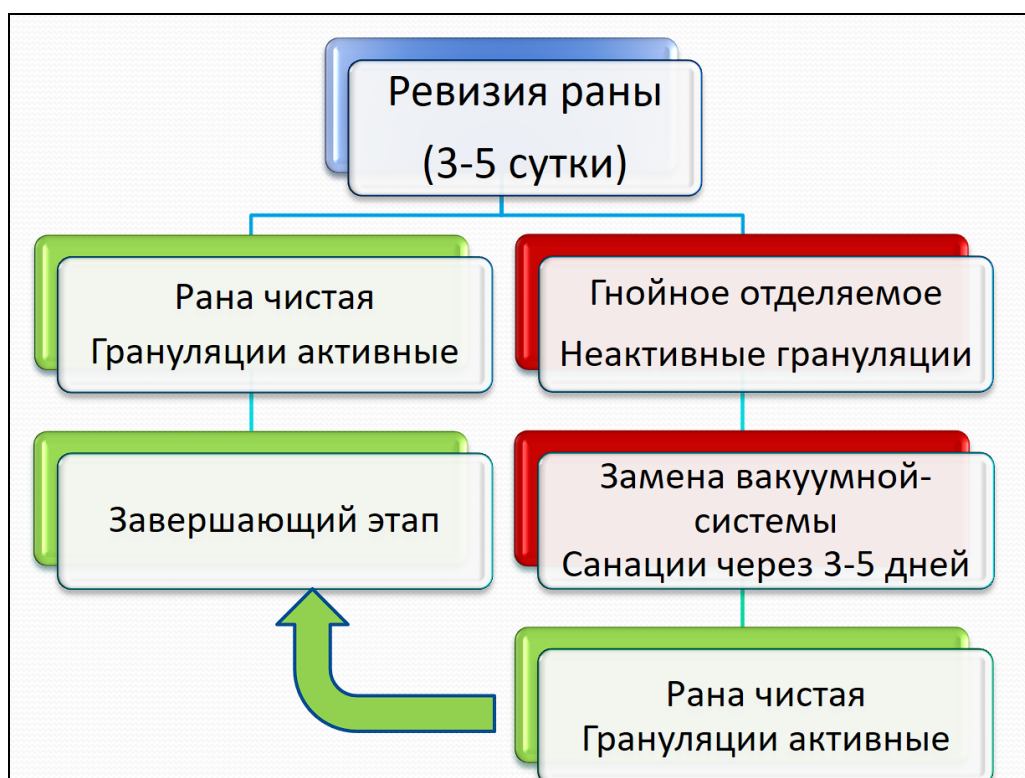 Ревизия раны
(3-5 сутки)
Рана чистая
Грануляции активные
Гнойное отделяемое
Неактивные грануляции
Завершающий этап
Замена вакуумной-
системы
Санации через 3-5 дней
Рана чистая
Грануляции активные